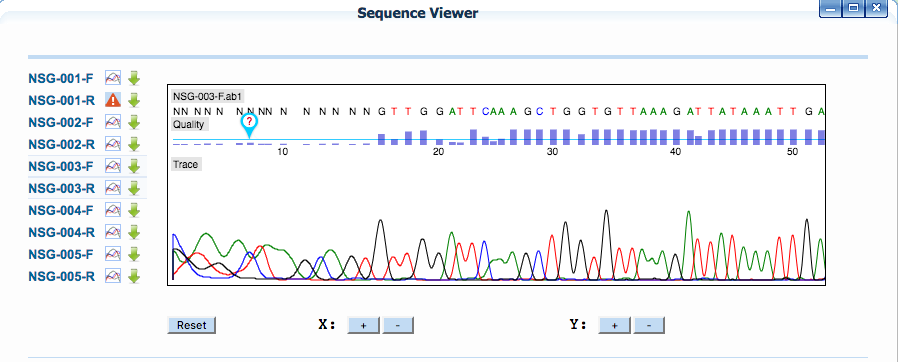 Sequence Viewer
NSG-001-F
NSG-001-R
NSG-002-F
NSG-002-R
NSG-003-F
NSG-003-R
NSG-004-F
NSG-004-R
NSG-005-F
NSG-005-R
NSG-003-F.ab1
NN NNN N N NN N N N N N N G T T G G A T T C A A A G C T G G T G T T A A A G A T T A T A A A T T G A
Quality
?
10 20 30 40 50
Trace
Reset X: + - Y: + -